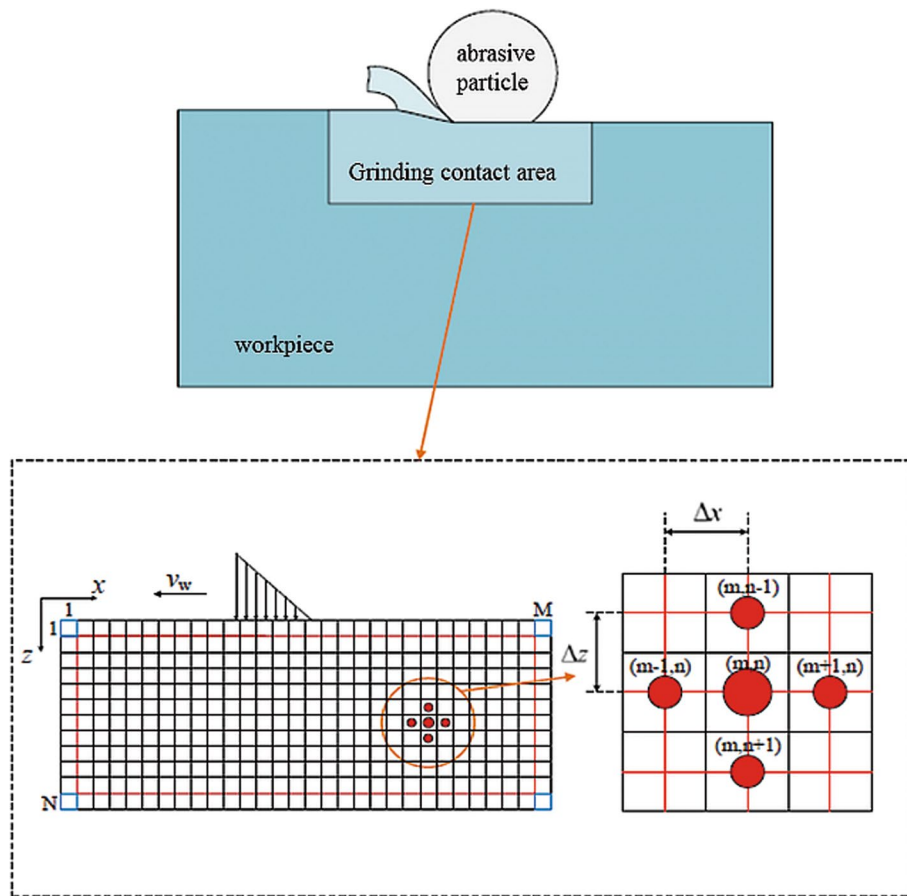 abrasive
particle
Grinding contact area
workpiece
x
1
1
z
v_w
M
N
Δx
Δz
(m,n-1)
(m-1,n)
(m,n)
(m+1,n)
(m,n+1)